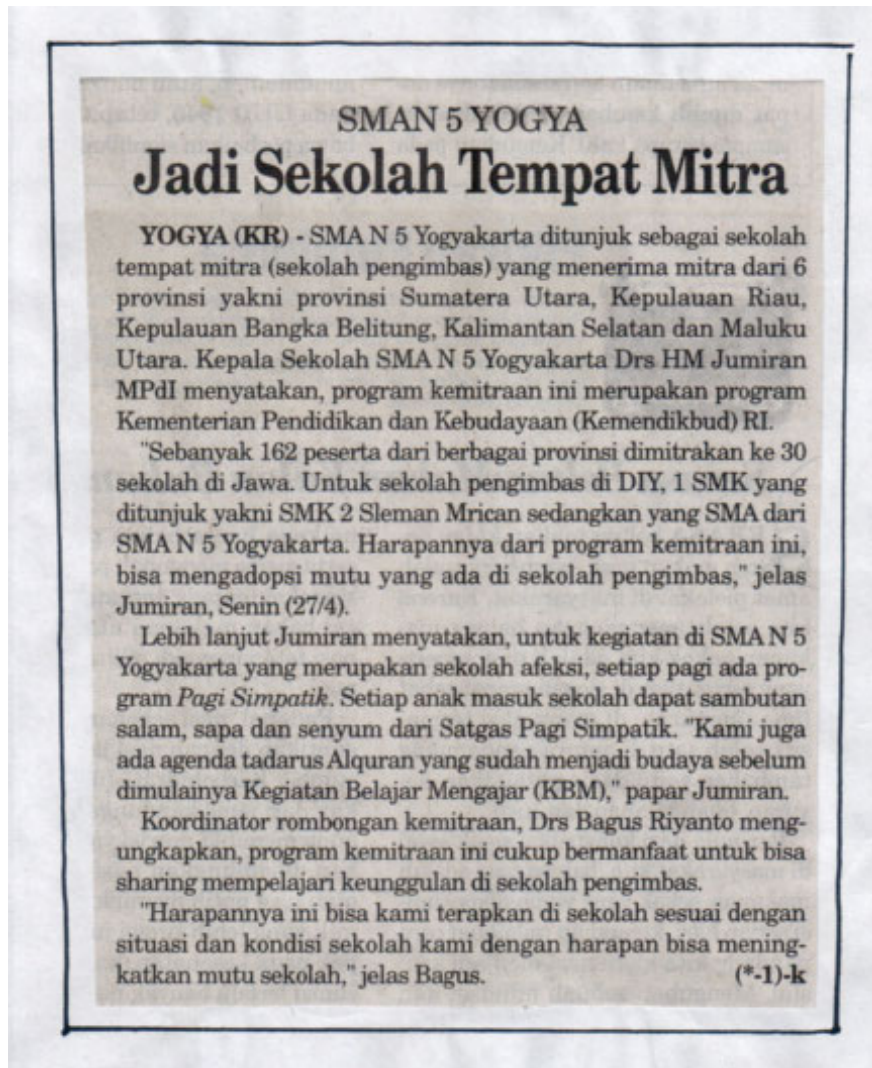 SMAN 5 YOGYA
Jadi Sekolah Tempat Mitra
YOGYA (KR) - SMA N 5 Yogyakarta ditunjuk sebagai sekolah
tempat mitra (sekolah pengimbas) yang menerima mitra dari 6
provinsi yakni provinsi Sumatera Utara, Kepulauan Riau,
Kepulauan Bangka Belitung, Kalimantan Selatan dan Maluku
Utara. Kepala Sekolah SMA N 5 Yogyakarta Drs HM Jumiran
MPdI menyatakan, program kemitraan ini merupakan program
Kementerian Pendidikan dan Kebudayaan (Kemendikbud) RI.
"Sebanyak 162 peserta dari berbagai provinsi dimitrakan ke 30
sekolah di Jawa. Untuk sekolah pengimbas di DIY, 1 SMK yang
ditunjuk yakni SMK 2 Sleman Mrican sedangkan yang SMA dari
SMA N 5 Yogyakarta. Harapannya dari program kemitraan ini,
bisa mengadopsi mutu yang ada di sekolah pengimbas," jelas
Jumiran, Senin (27/4).
Lebih lanjut Jumiran menyatakan, untuk kegiatan di SMA N 5
Yogyakarta yang merupakan sekolah afeksi, setiap pagi ada pro-
gram Pagi Simpatik. Setiap anak masuk sekolah dapat sambutan
salam, sapa dan senyum dari Satgas Pagi Simpatik. "Kami juga
ada agenda tadarus Alquran yang sudah menjadi budaya sebelum
dimulainya Kegiatan Belajar Mengajar (KBM)," papar Jumiran.
Koordinator rombongan kemitraan, Drs Bagus Riyanto meng-
ungkapkan, program kemitraan ini cukup bermanfaat untuk bisa
sharing mempelajari keunggulan di sekolah pengimbas.
"Harapannya ini bisa kami terapkan di sekolah sesuai dengan
situasi dan kondisi sekolah kami dengan harapan bisa mening-
katkan mutu sekolah," jelas Bagus. (*-1)-k